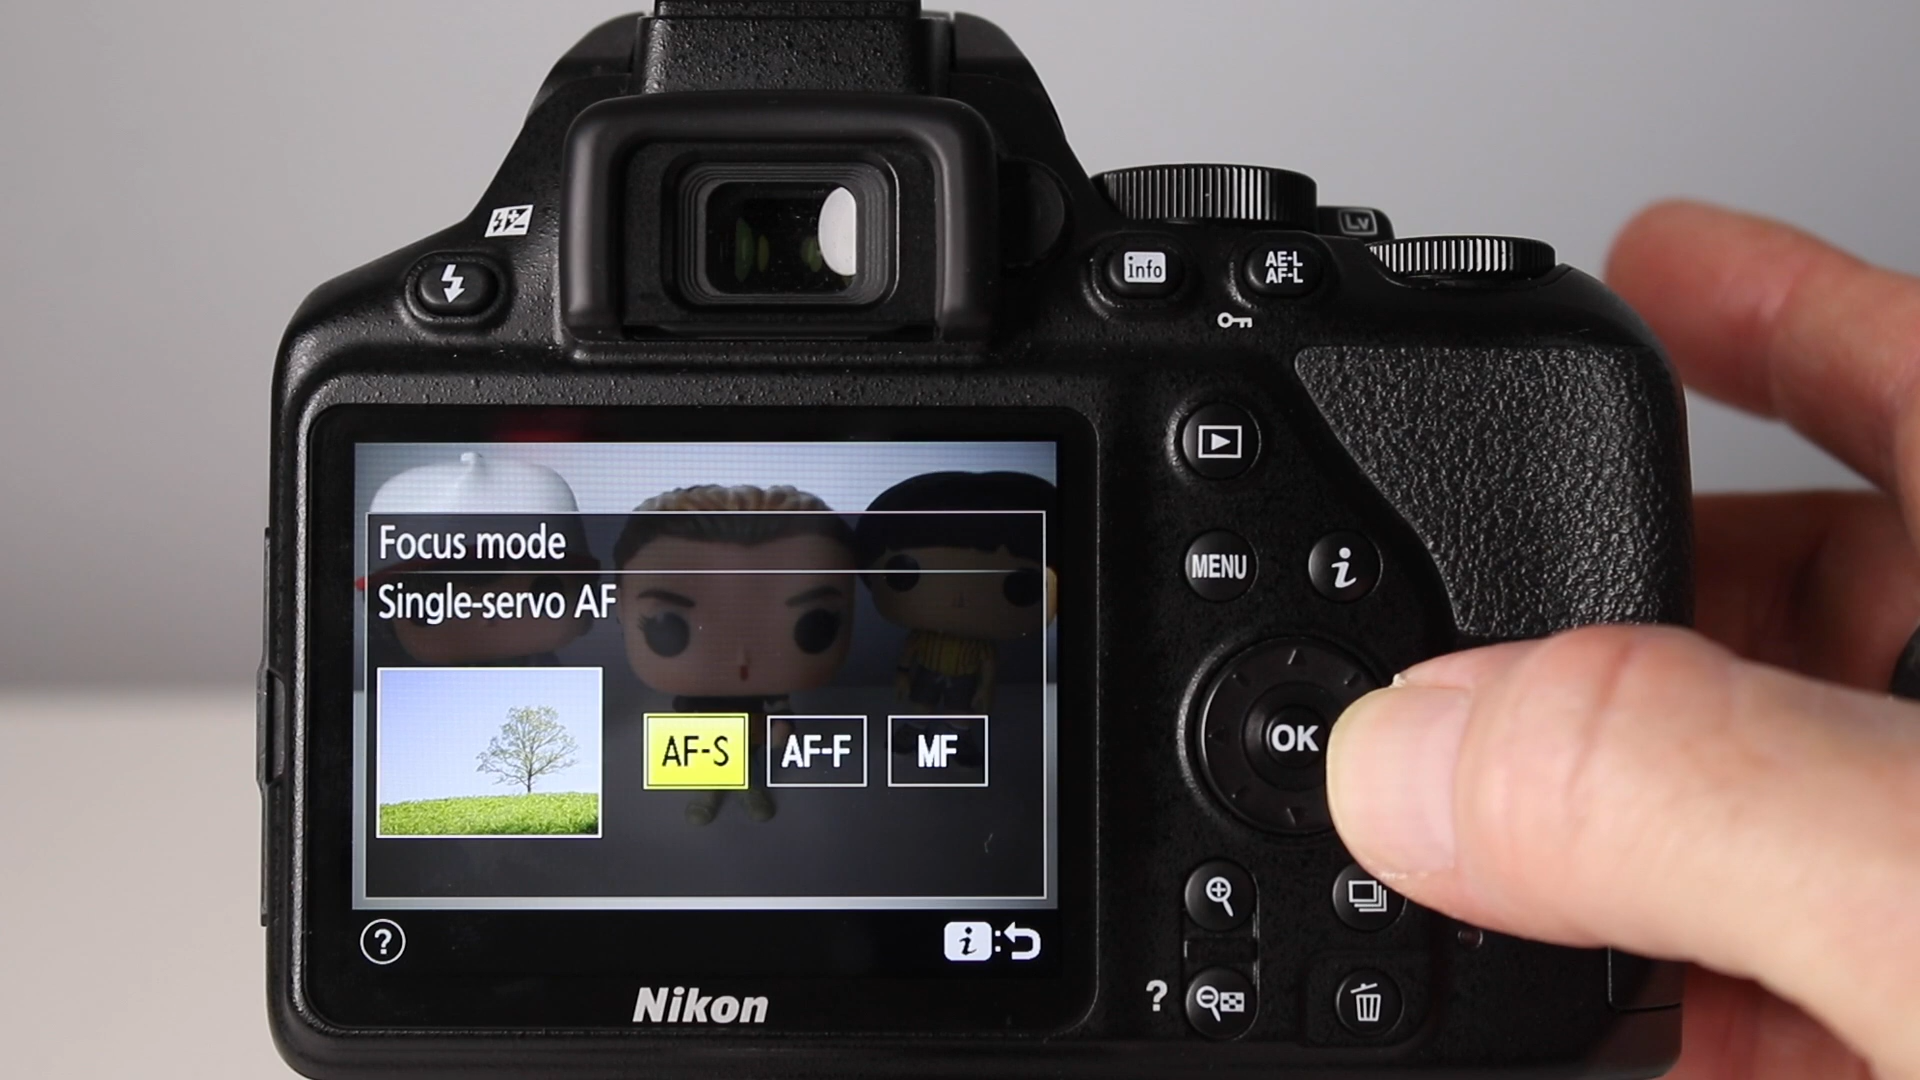 Lv
info
AE-L
AF-L
Focus mode
Single-servo AF
AF-S AF-F MF
MENU i
OK
? i:
Nikon
?